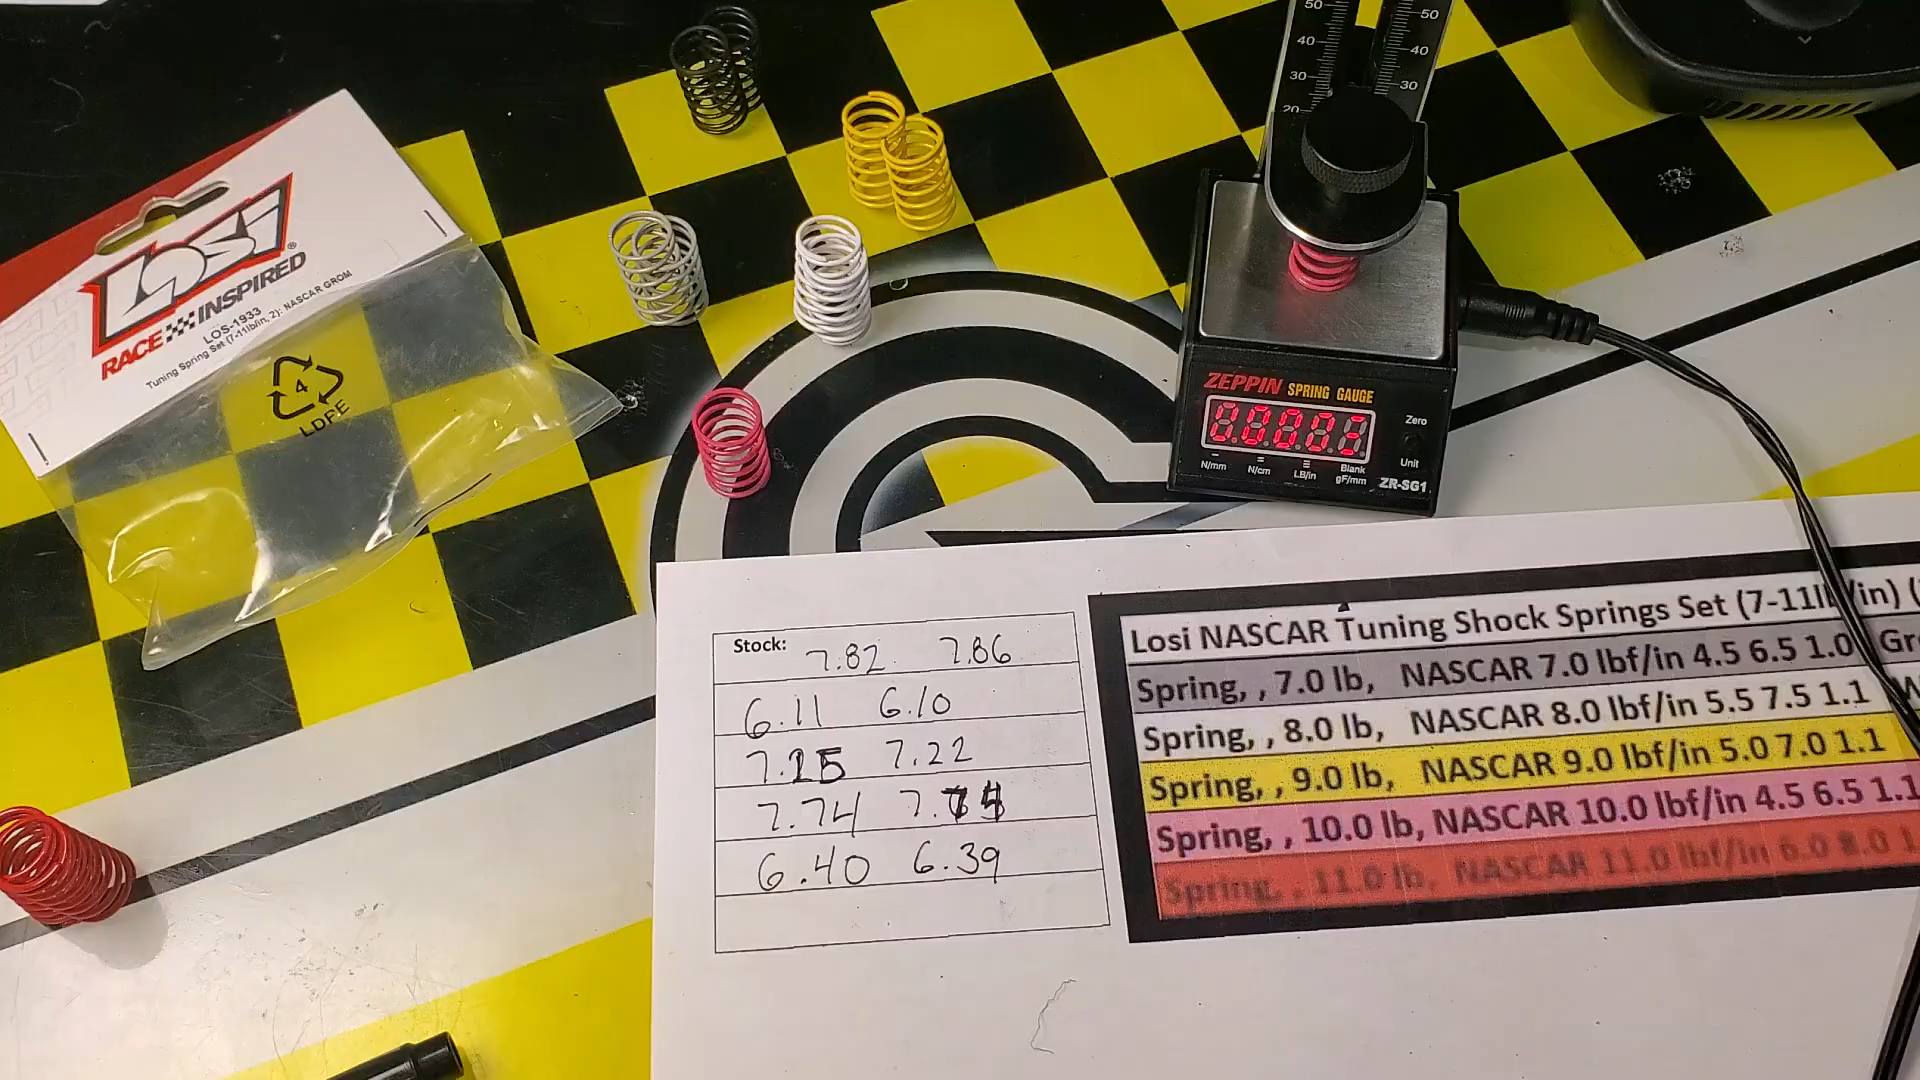 50 50
40 40
30 30
20
LOSI®
RACE INSPIRED
LOS-1933
Tuning Spring Set (7-11lb/in, 2): NASCAR GROM
4
LDPE
ZEPPIN SPRING GAUGE
Zero
Unit
N/mm N/cm LB/in Blank gF/mm
ZR-SG1
Stock: 7.82 7.86
6.11 6.10
7.25 7.22
7.74
6.40 6.39
Losi NASCAR Tuning Shock Springs Set (7-11lb/in) (
Spring, , 7.0 lb, NASCAR 7.0 lbf/in 4.5 6.5 1.0 Gr
Spring, , 8.0 lb, NASCAR 8.0 lbf/in 5.5 7.5 1.1 W
Spring, , 9.0 lb, NASCAR 9.0 lbf/in 5.0 7.0 1.1
Spring, , 10.0 lb, NASCAR 10.0 lbf/in 4.5 6.5 1.1
Spring, , 11.0 lb, NASCAR 11.0 lbf/in 6.0 8.0 1.